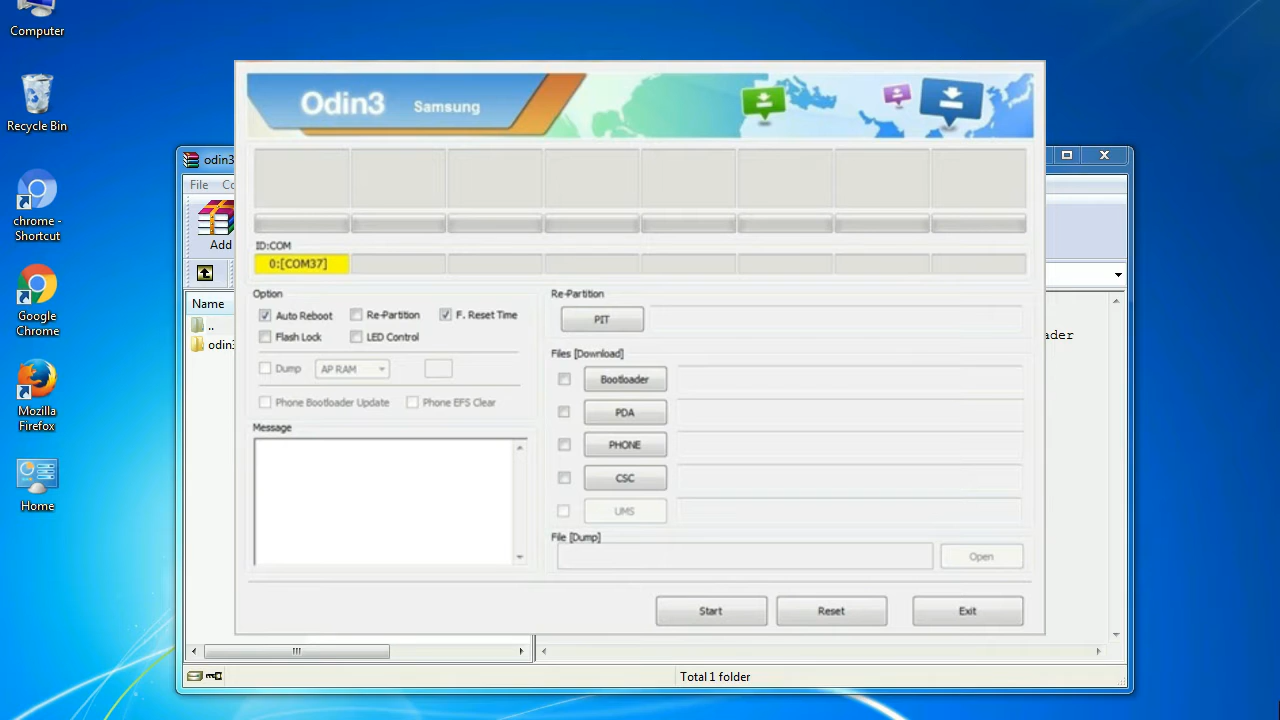 Computer
Recycle Bin
chrome -
Shortcut
Google
Chrome
Mozilla
Firefox
Home
odin3
File
Add
Name
..
odin3
ader
Total 1 folder
Odin3 Samsung
ID:COM
0:[COM37]
Option
Auto Reboot Re-Partition F. Reset Time
Flash Lock LED Control
Dump AP RAM
Phone Bootloader Update Phone EFS Clear
Message
Re-Partition
PIT
Files [Download]
Bootloader
PDA
PHONE
CSC
UMS
File [Dump]
Open
Start Reset Exit